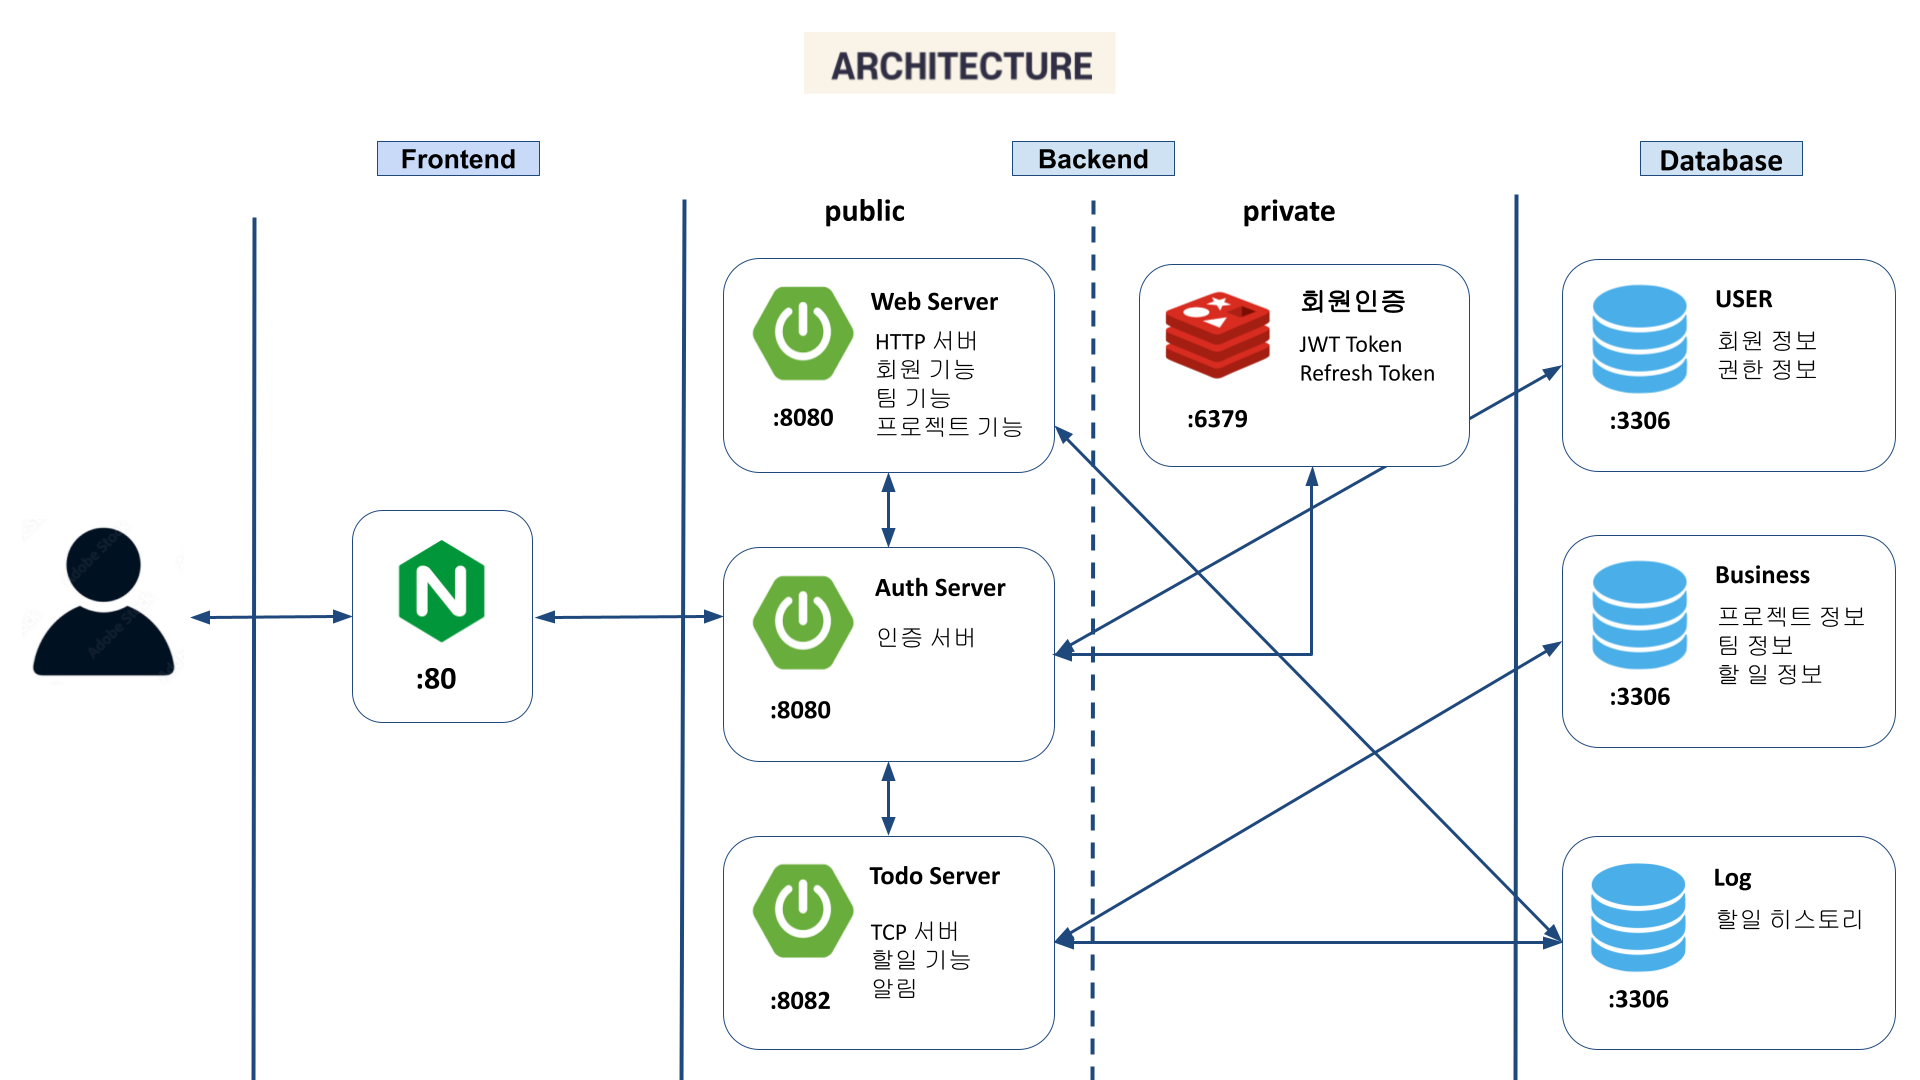 ARCHITECTURE
Frontend
Backend
Database
public
private
N
:80
Web Server
HTTP 서버
회원 기능
팀 기능
프로젝트 기능
:8080
Auth Server
인증 서버
:8080
Todo Server
TCP 서버
할일 기능
알림
:8082
회원인증
JWT Token
Refresh Token
:6379
USER
회원 정보
권한 정보
:3306
Business
프로젝트 정보
팀 정보
할 일 정보
:3306
Log
할일 히스토리
:3306